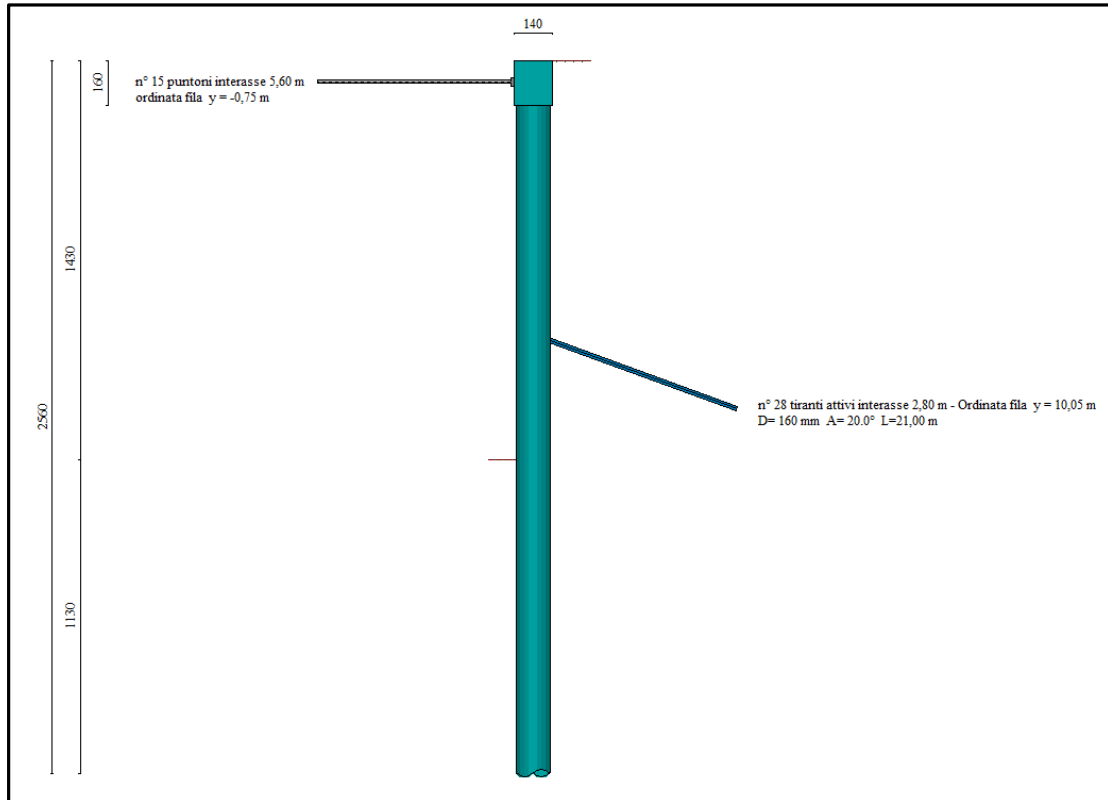 140
160
n° 15 puntoni interasse 5,60 m
ordinata fila y = -0,75 m
1430
2560
n° 28 tiranti attivi interasse 2,80 m - Ordinata fila y = 10,05 m
D= 160 mm A= 20.0° L=21,00 m
1130